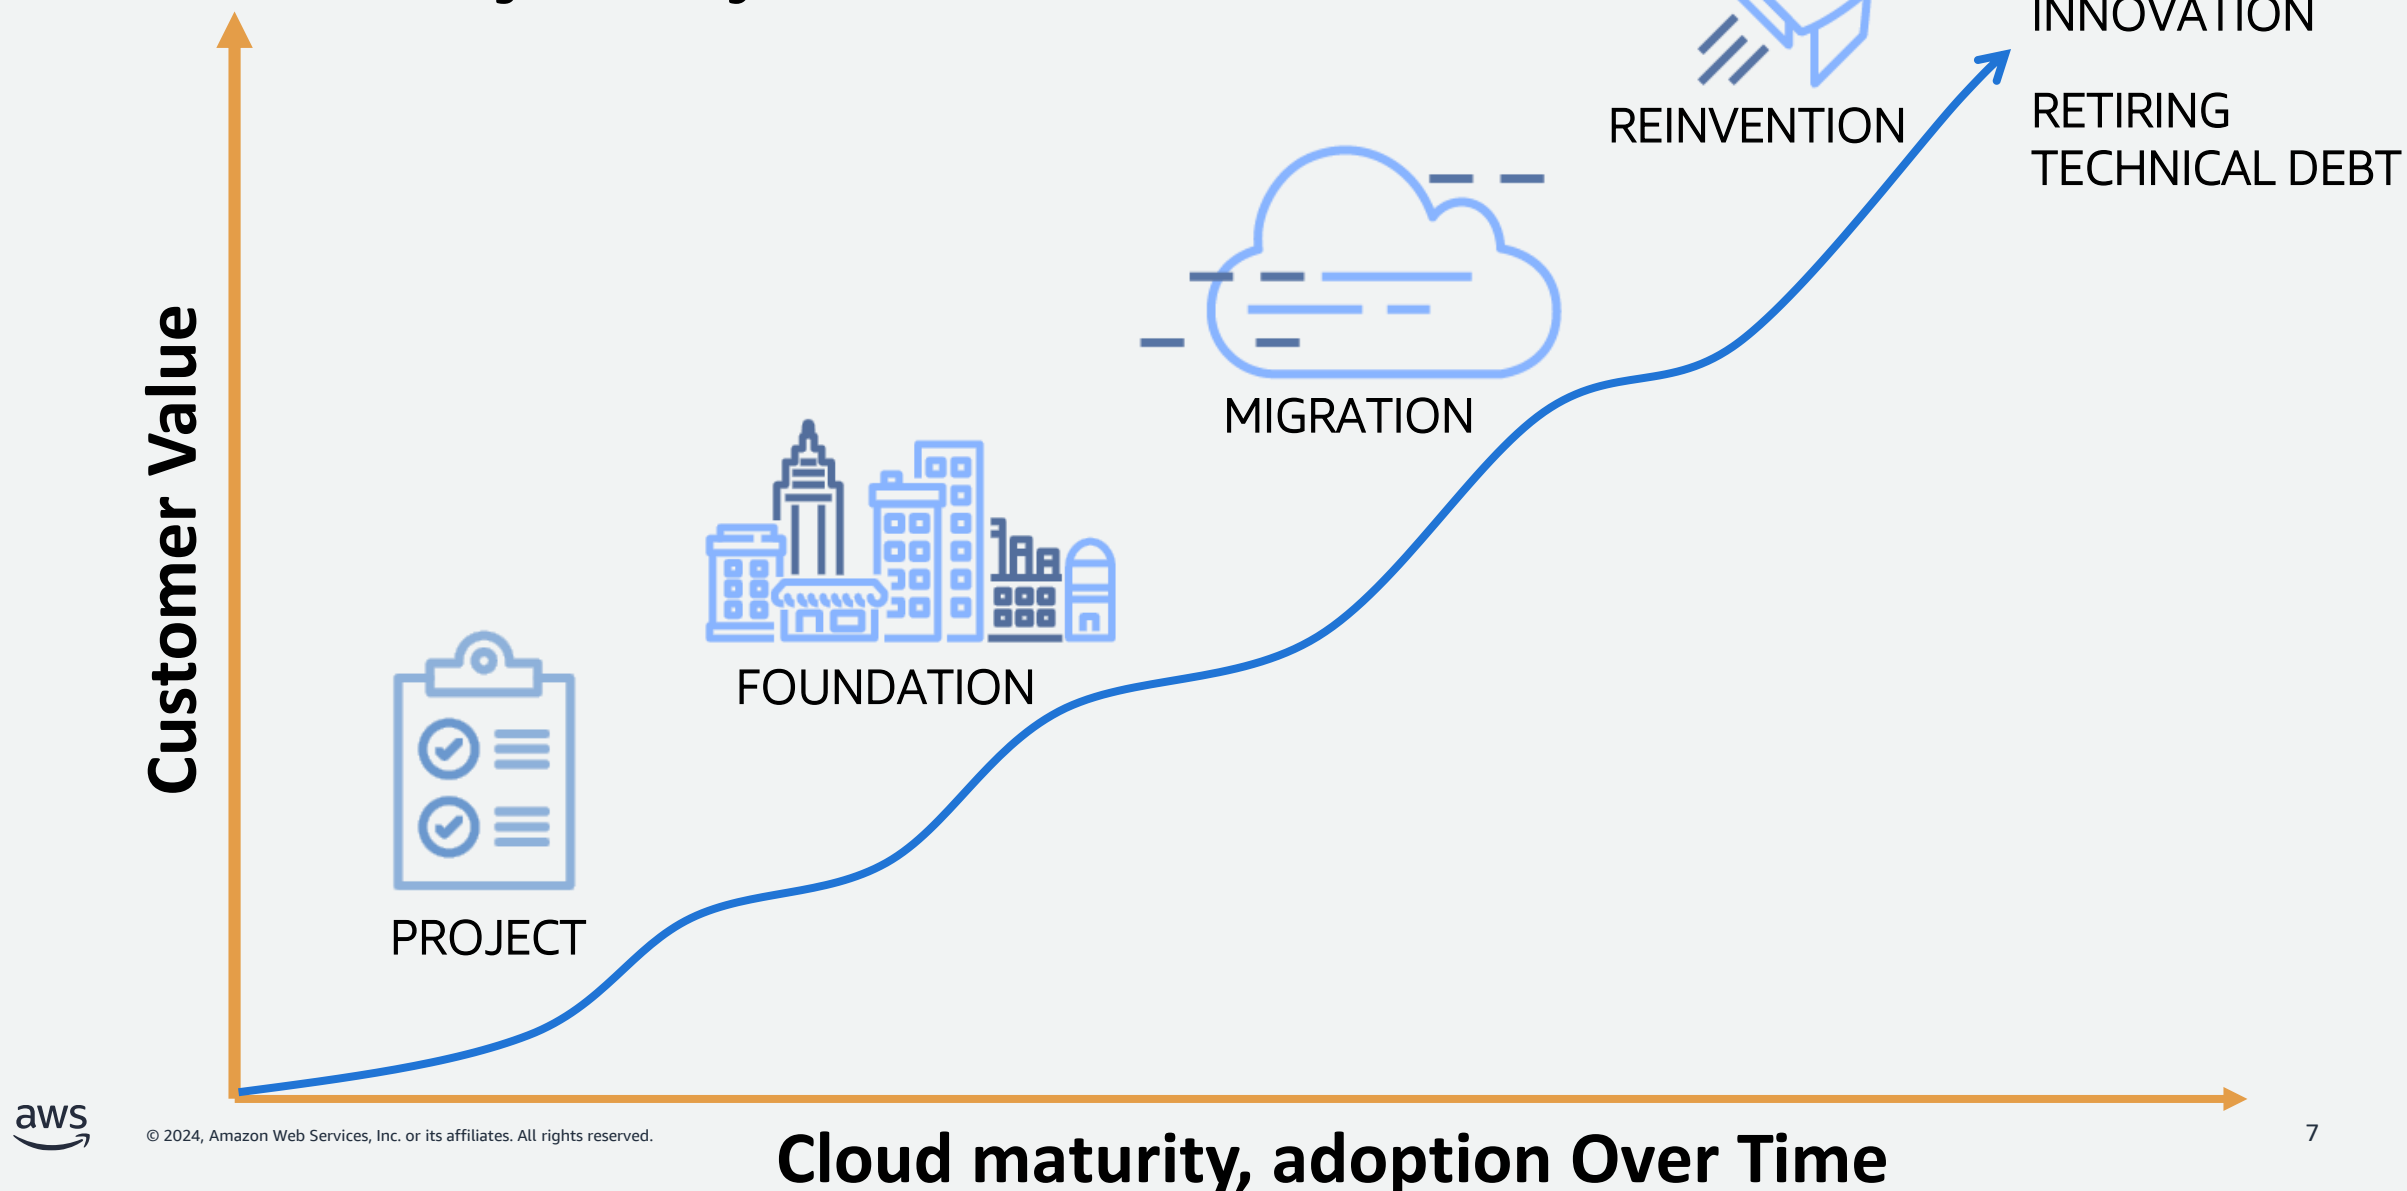 INNOVATION
RETIRING
TECHNICAL DEBT
REINVENTION
MIGRATION
FOUNDATION
PROJECT
Customer Value
aws
© 2024, Amazon Web Services, Inc. or its affiliates. All rights reserved.
Cloud maturity, adoption Over Time
7